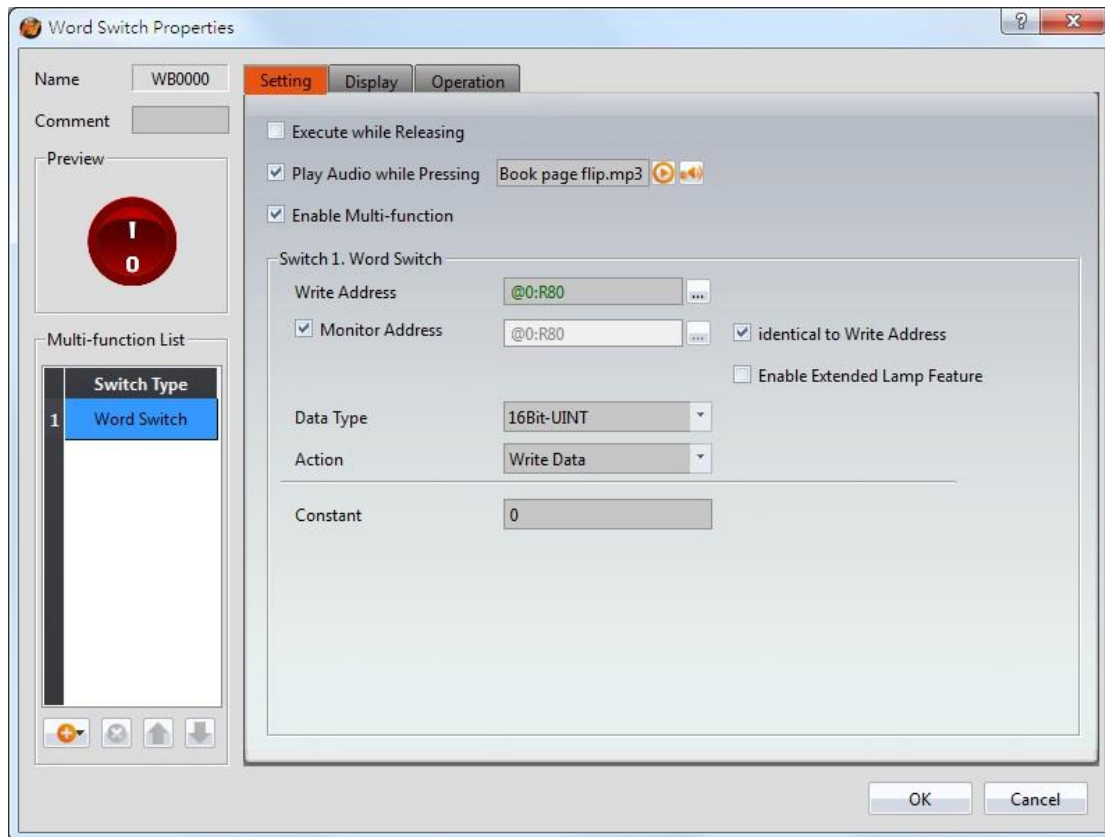 Word Switch Properties
Name WB0000
Comment
Preview
I
0
Multi-function List
Switch Type
1 Word Switch
Setting Display Operation
Execute while Releasing
Play Audio while Pressing Book page flip.mp3
Enable Multi-function
Switch 1. Word Switch
Write Address @0:R80 ...
Monitor Address @0:R80 ... identical to Write Address
Enable Extended Lamp Feature
Data Type 16Bit-UINT
Action Write Data
Constant 0
OK Cancel